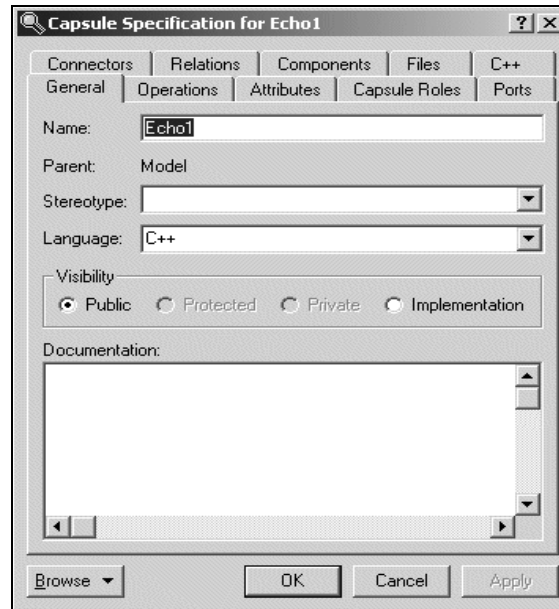 Capsule Specification for Echo1
Connectors Relations Components Files C++
General Operations Attributes Capsule Roles Ports
Name: Echo1
Parent: Model
Stereotype:
Language: C++
Visibility
Public Protected Private Implementation
Documentation:
Browse OK Cancel Apply